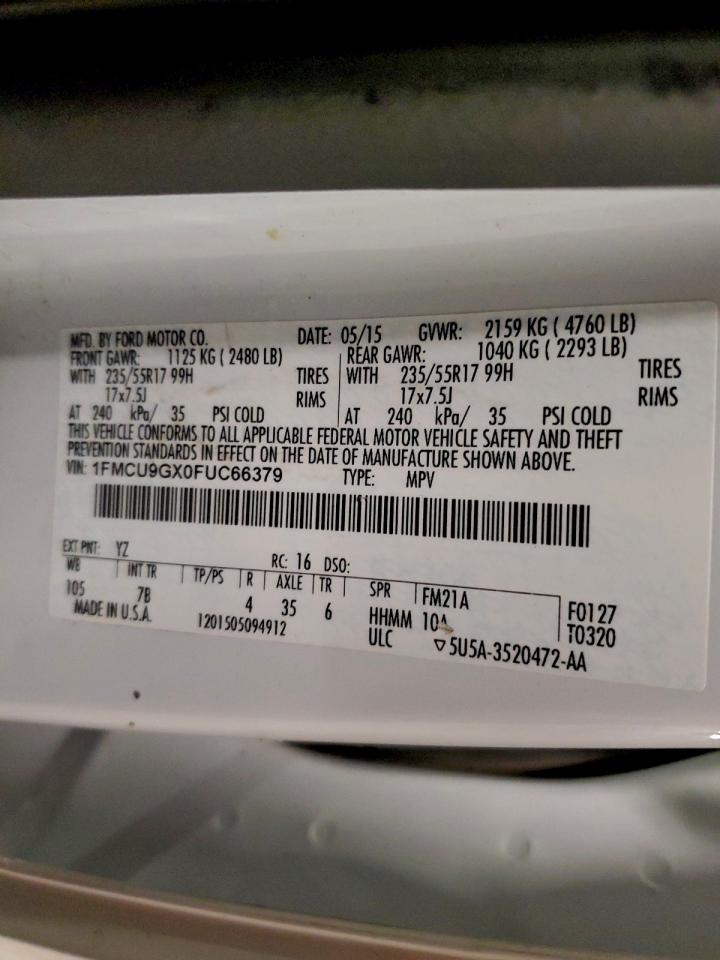 MFD. BY FORD MOTOR CO. DATE: 05/15 GVWR: 2159 KG ( 4760 LB)
FRONT GAWR: 1125 KG ( 2480 LB) REAR GAWR: 1040 KG ( 2293 LB)
WITH 235/55R17 99H TIRES WITH 235/55R17 99H TIRES
17x7.5J RIMS 17x7.5J RIMS
AT 240 kPa/ 35 PSI COLD AT 240 kPa/ 35 PSI COLD
THIS VEHICLE CONFORMS TO ALL APPLICABLE FEDERAL MOTOR VEHICLE SAFETY AND THEFT
PREVENTION STANDARDS IN EFFECT ON THE DATE OF MANUFACTURE SHOWN ABOVE.
VIN: 1FMCU9GX0FUC66379 TYPE: MPV
EXT PNT: YZ RC: 16 DSO:
WB INT TR TP/PS R AXLE TR SPR FM21A F0127
105 7B 4 35 6 HHMM 10A T0320
MADE IN U.S.A. 1201505094912 ULC ▽5U5A-3520472-AA